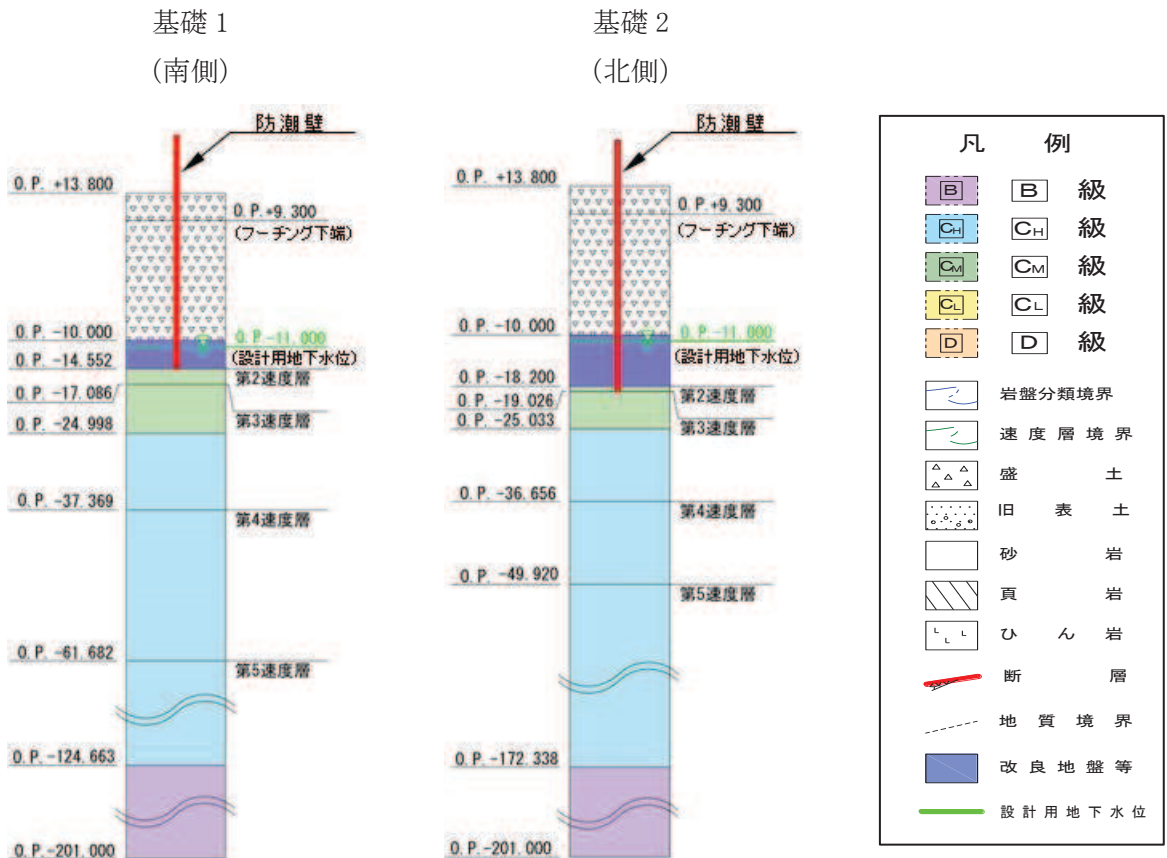 基礎1
(南側)
防潮壁
O.P. +13.800
O.P.+9.300
(フーチング下端)
O.P. -10.000
O.P. -11.000
(設計用地下水位)
O.P. -14.552
第2速度層
O.P. -17.086
第3速度層
O.P. -24.998
O.P. -37.369
第4速度層
O.P. -61.682
第5速度層
O.P. -124.663
O.P. -201.000
基礎2
(北側)
防潮壁
O.P. +13.800
O.P.+9.300
(フーチング下端)
O.P. -10.000
O.P. -11.000
(設計用地下水位)
O.P. -18.200
第2速度層
O.P. -19.026
第3速度層
O.P. -25.033
O.P. -36.656
第4速度層
O.P. -49.920
第5速度層
O.P. -172.338
O.P.-201.000
凡例
B B 級
CH CH 級
CM CM 級
CL CL 級
D D 級
岩盤分類境界
速度層境界
盛土
旧表土
砂岩
頁岩
ひん岩
断層
地質境界
改良地盤等
設計用地下水位